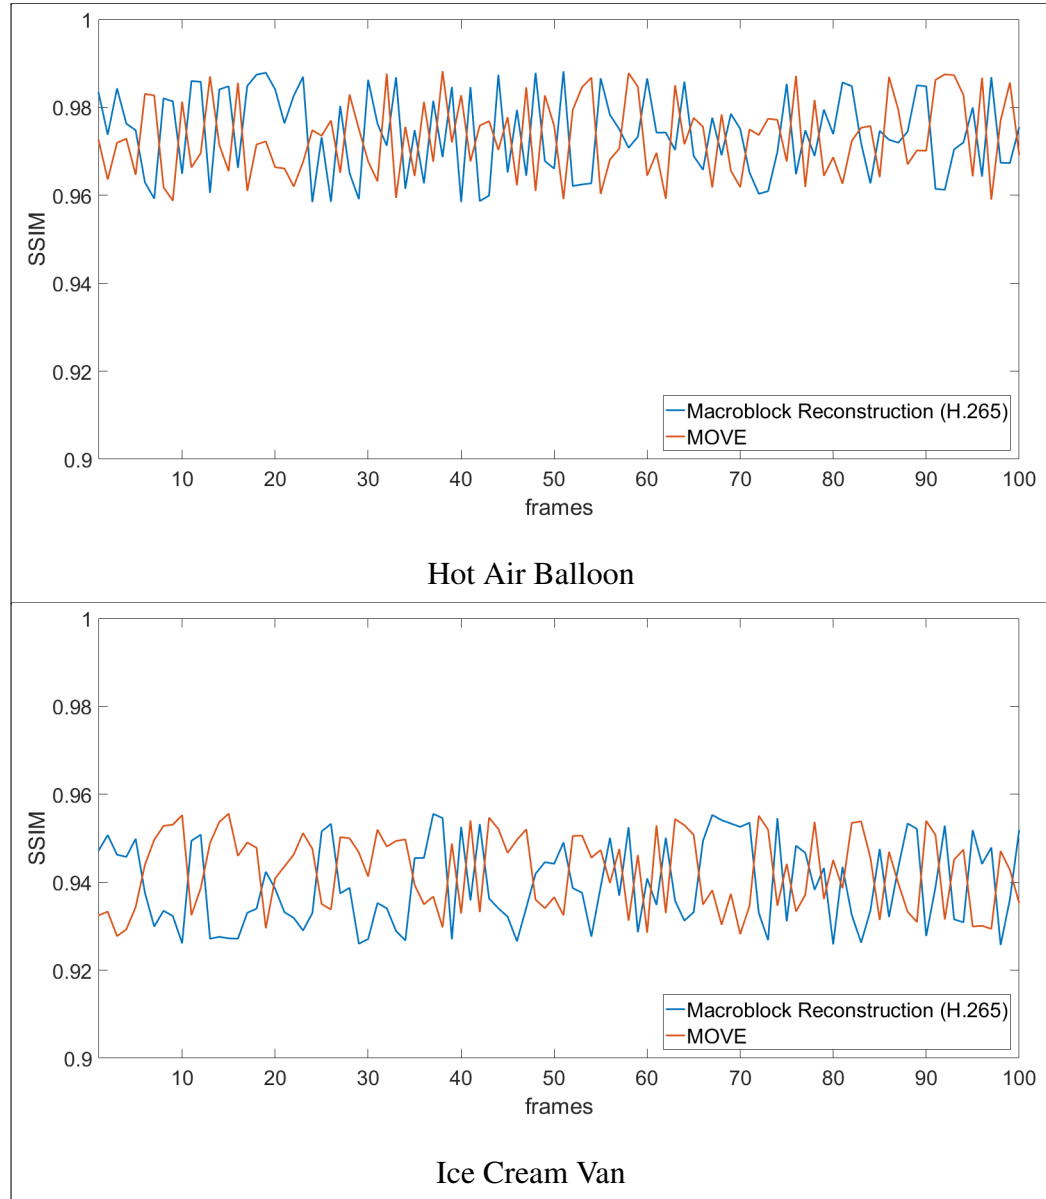 1
0.98
0.96
0.94
0.92
0.9
SSIM
10 20 30 40 50 60 70 80 90 100
frames
Macroblock Reconstruction (H.265)
MOVE
Hot Air Balloon
1
0.98
0.96
0.94
0.92
0.9
SSIM
10 20 30 40 50 60 70 80 90 100
frames
Macroblock Reconstruction (H.265)
MOVE
Ice Cream Van